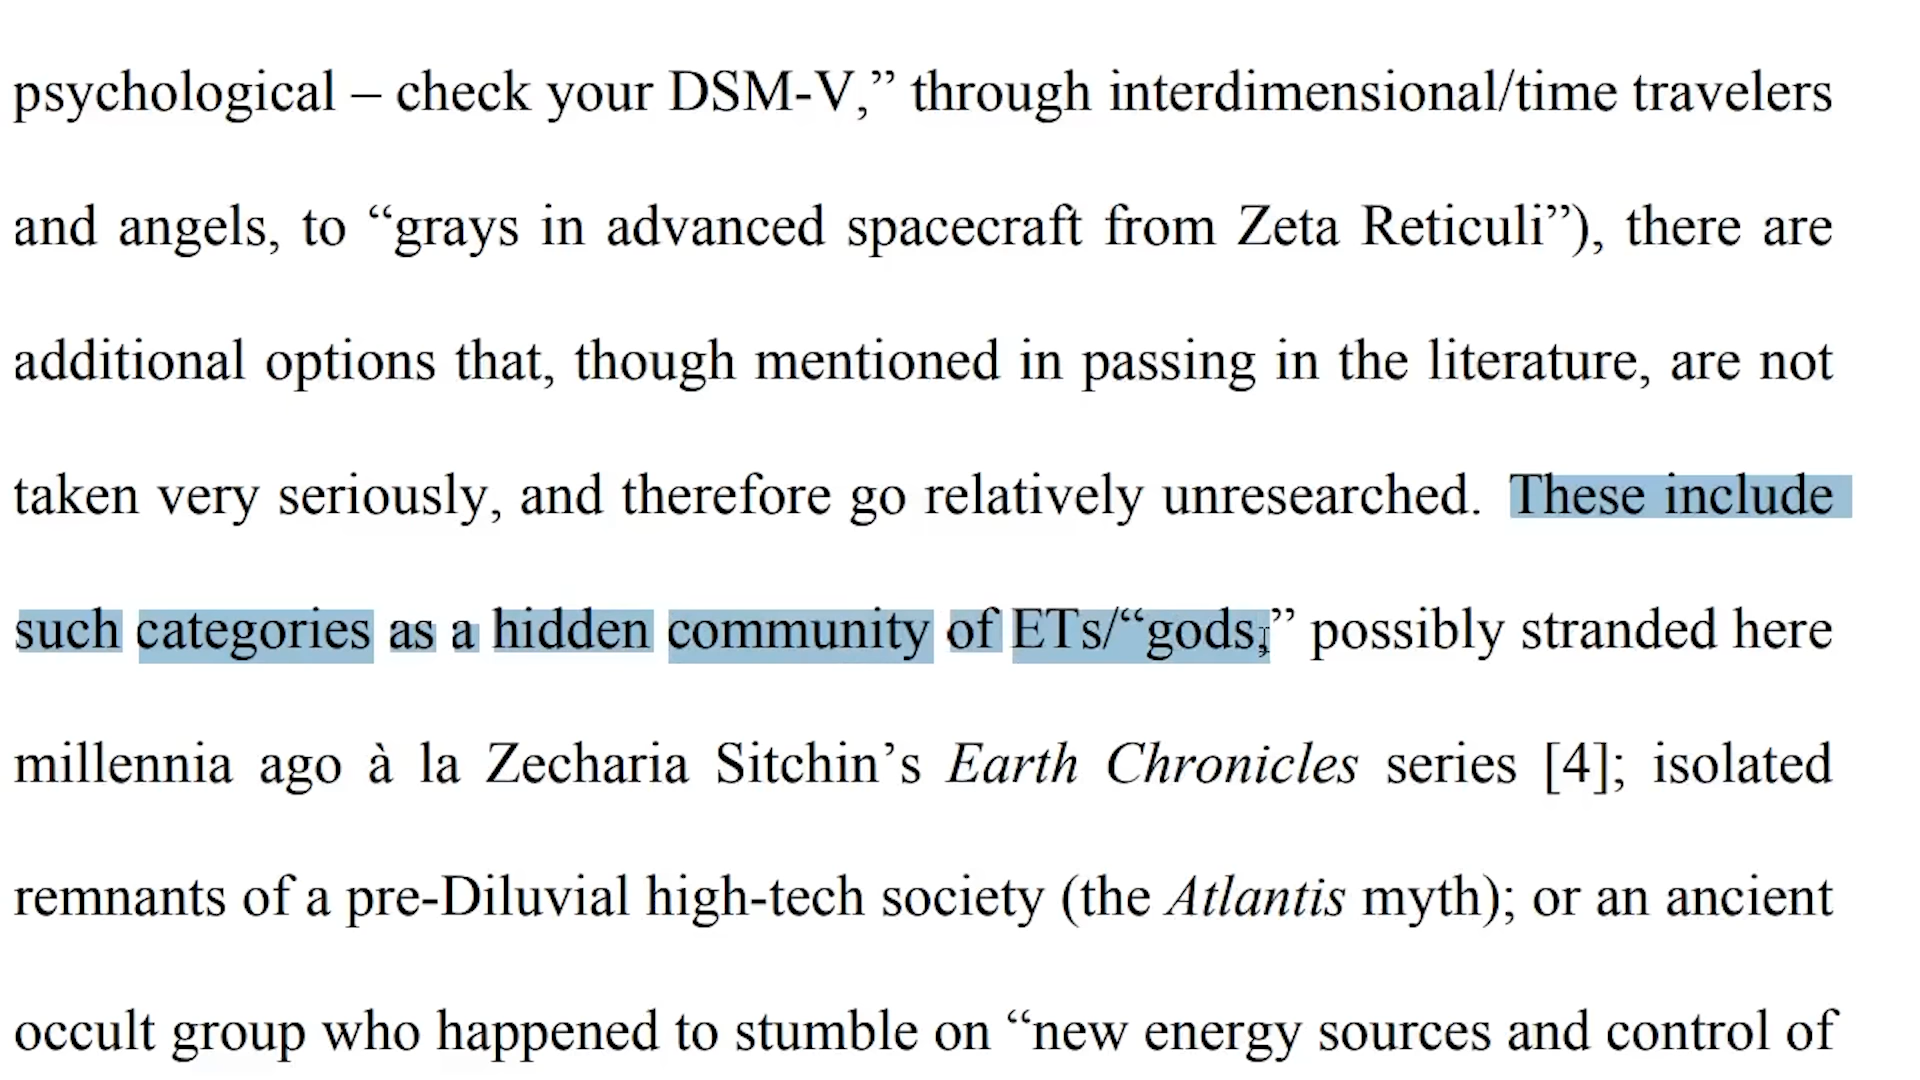 psychological – check your DSM-V,” through interdimensional/time travelers
and angels, to “grays in advanced spacecraft from Zeta Reticuli”), there are
additional options that, though mentioned in passing in the literature, are not
taken very seriously, and therefore go relatively unresearched. These include
such categories as a hidden community of ETs/“gods,” possibly stranded here
millennia ago à la Zecharia Sitchin’s Earth Chronicles series [4]; isolated
remnants of a pre-Diluvial high-tech society (the Atlantis myth); or an ancient
occult group who happened to stumble on “new energy sources and control of